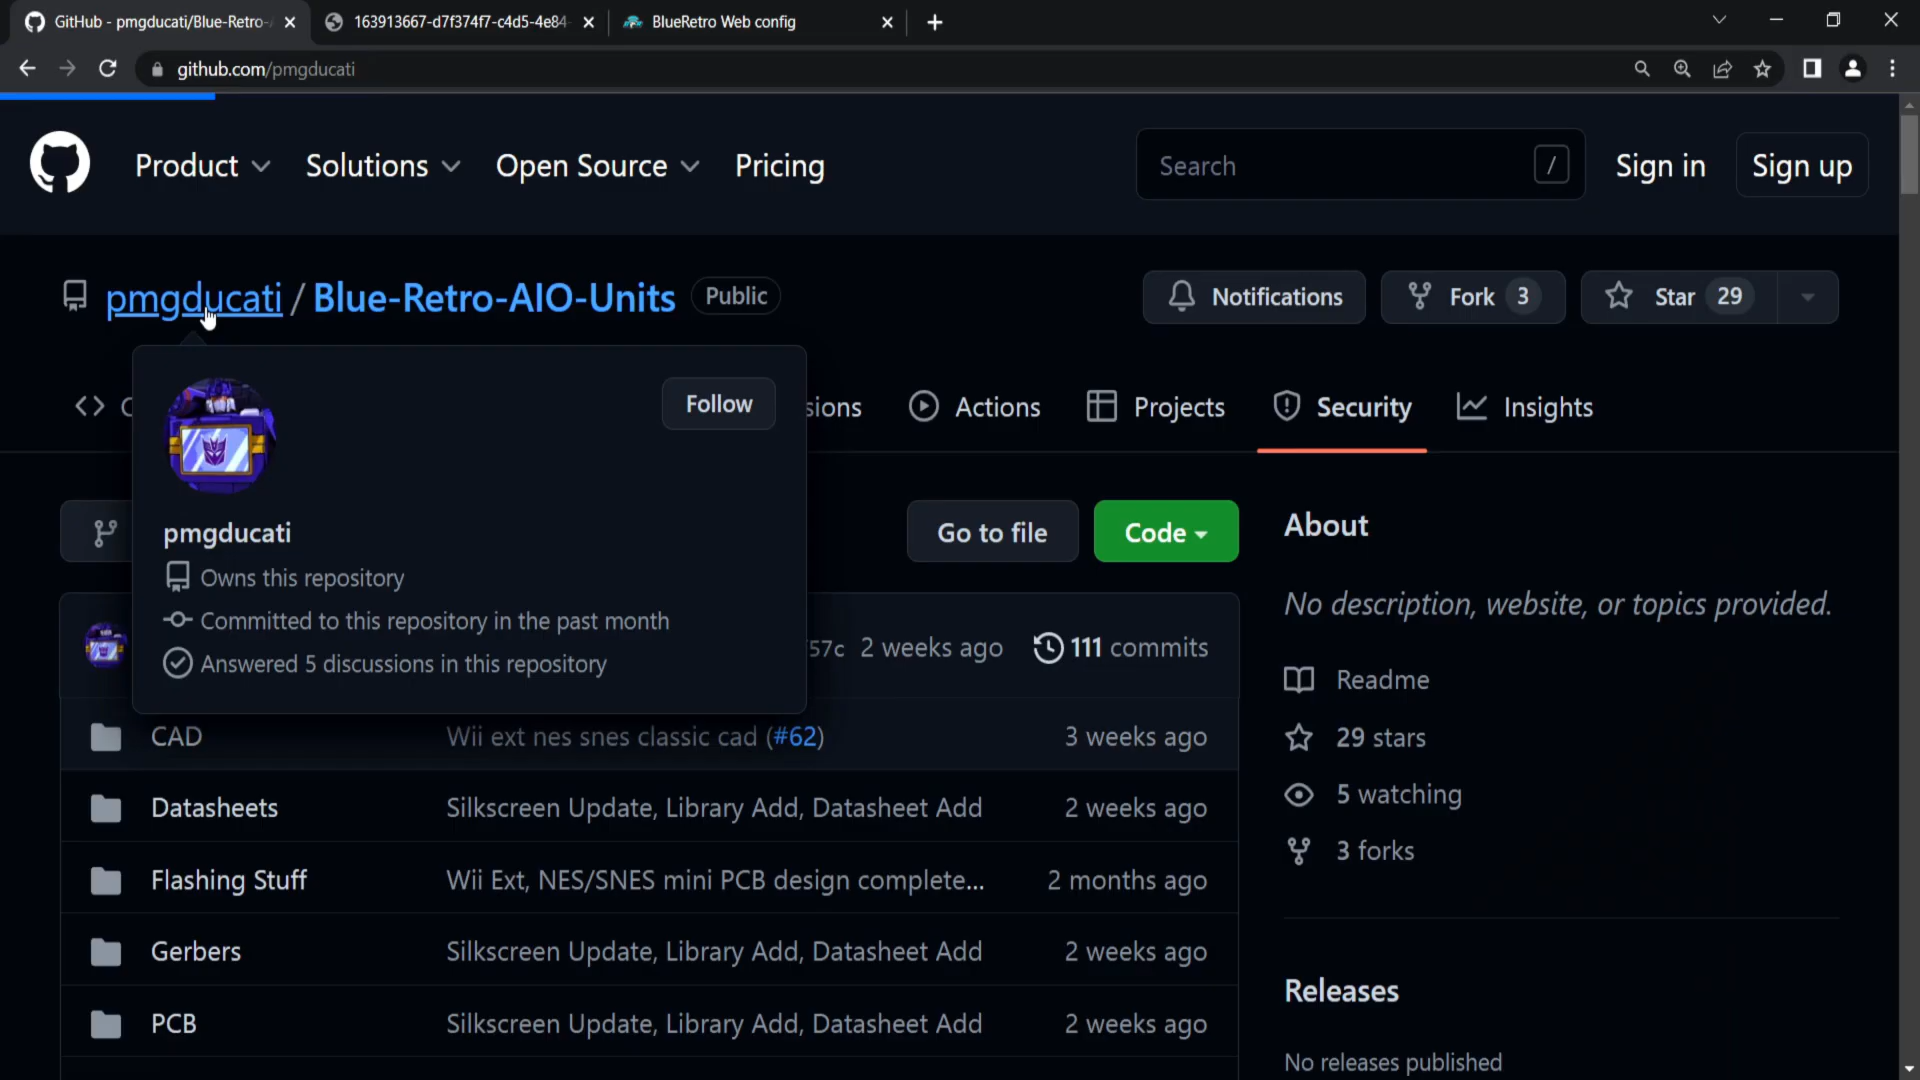 GitHub - pmgducati/Blue-Retro-
163913667-d7f374f7-c4d5-4e84-
BlueRetro Web config
github.com/pmgducati
Product
Solutions
Open Source
Pricing
Search
/
Sign in
Sign up
pmgducati / Blue-Retro-AIO-Units
Public
Notifications
Fork 3
Star 29
sions
Actions
Projects
Security
Insights
Follow
pmgducati
Owns this repository
Committed to this repository in the past month
Answered 5 discussions in this repository
Go to file
Code
57c 2 weeks ago
111 commits
CAD Wii ext nes snes classic cad (#62) 3 weeks ago
Datasheets Silkscreen Update, Library Add, Datasheet Add 2 weeks ago
Flashing Stuff Wii Ext, NES/SNES mini PCB design complete... 2 months ago
Gerbers Silkscreen Update, Library Add, Datasheet Add 2 weeks ago
PCB Silkscreen Update, Library Add, Datasheet Add 2 weeks ago
About
No description, website, or topics provided.
Readme
29 stars
5 watching
3 forks
Releases
No releases published